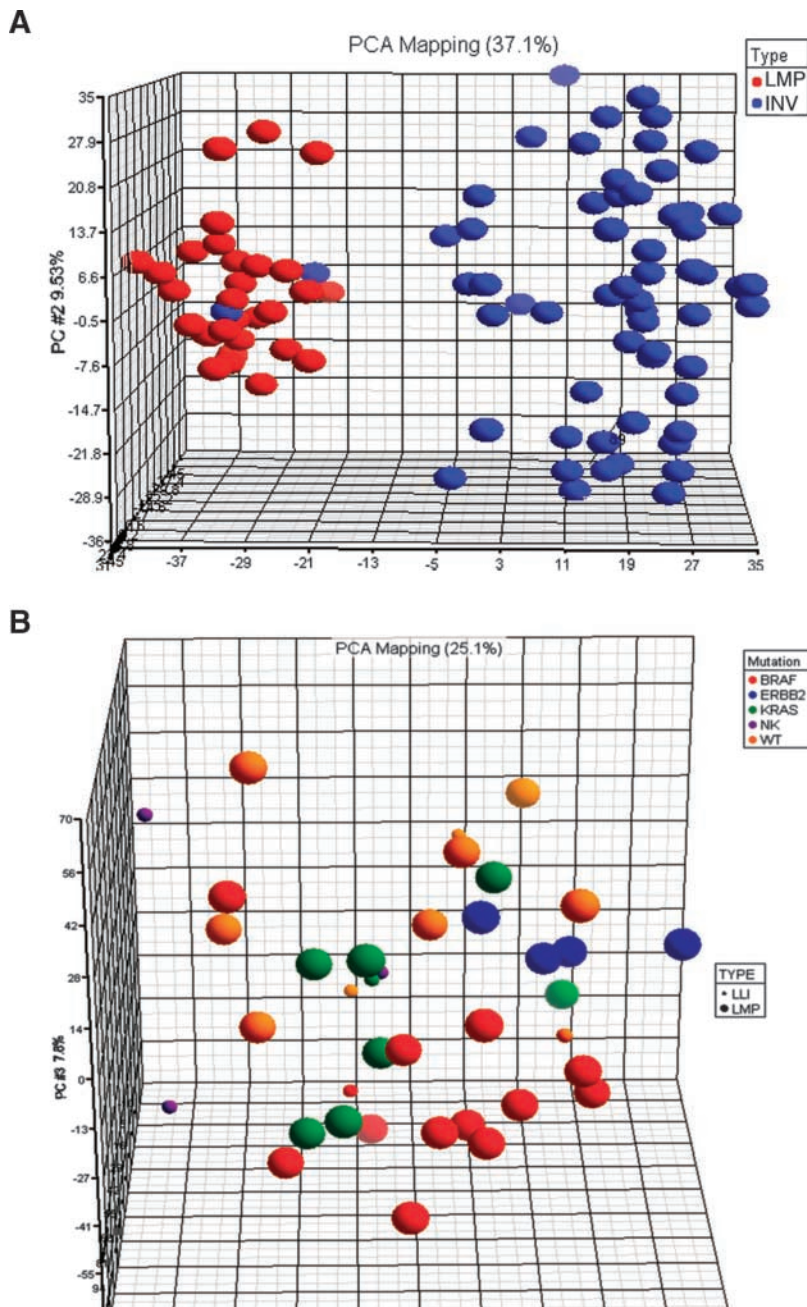 A
PCA Mapping (37.1%)
Type
LMP
INV
35
27.9
20.8
13.7
6.6
-0.5
-7.6
-14.7
-21.8
-28.9
-36
PC #2 9.53%
-37
-29
-21
-13
-5
3
11
19
27
35
B
PCA Mapping (25.1%)
Mutation
BRAF
ERBB2
KRAS
NK
WT
TYPE
LLI
LMP
70
56
42
28
14
0
-13
-27
-41
-55
PC #3 7.8%